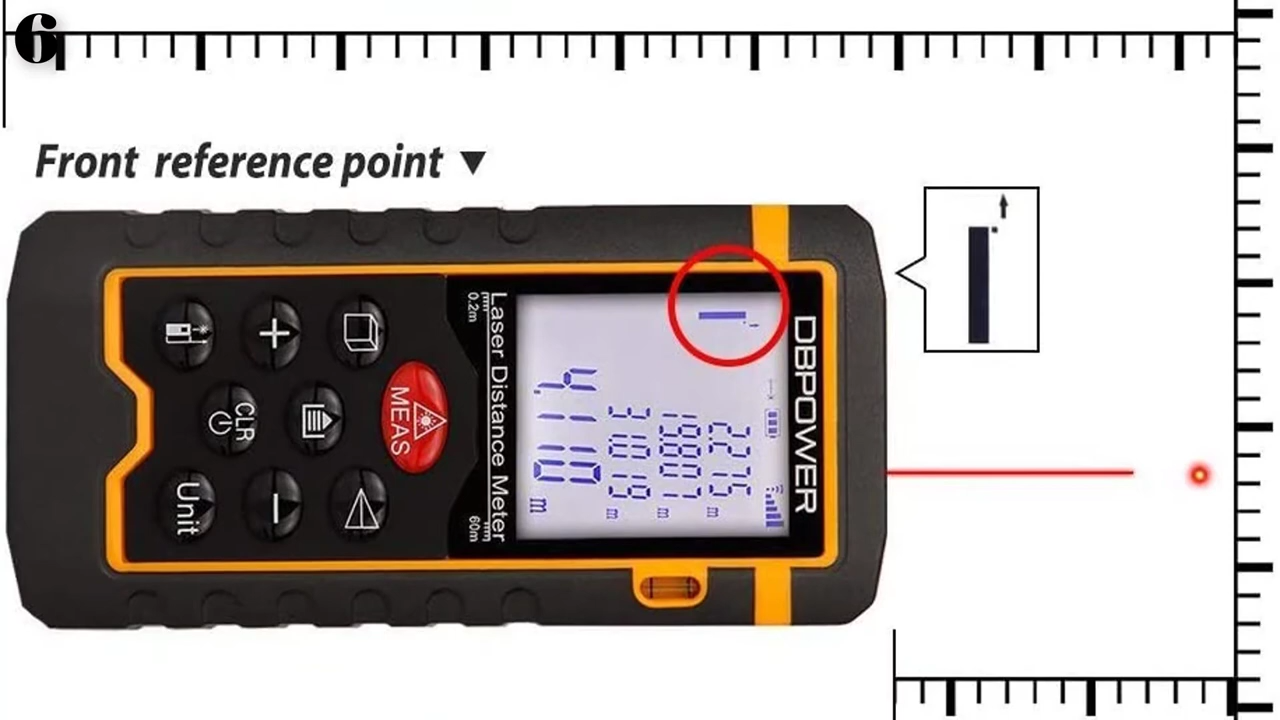 6
Front reference point
DBPOWER
Laser Distance Meter
0.2m
60m
MEAS
CLR
Unit
m
m
m
m